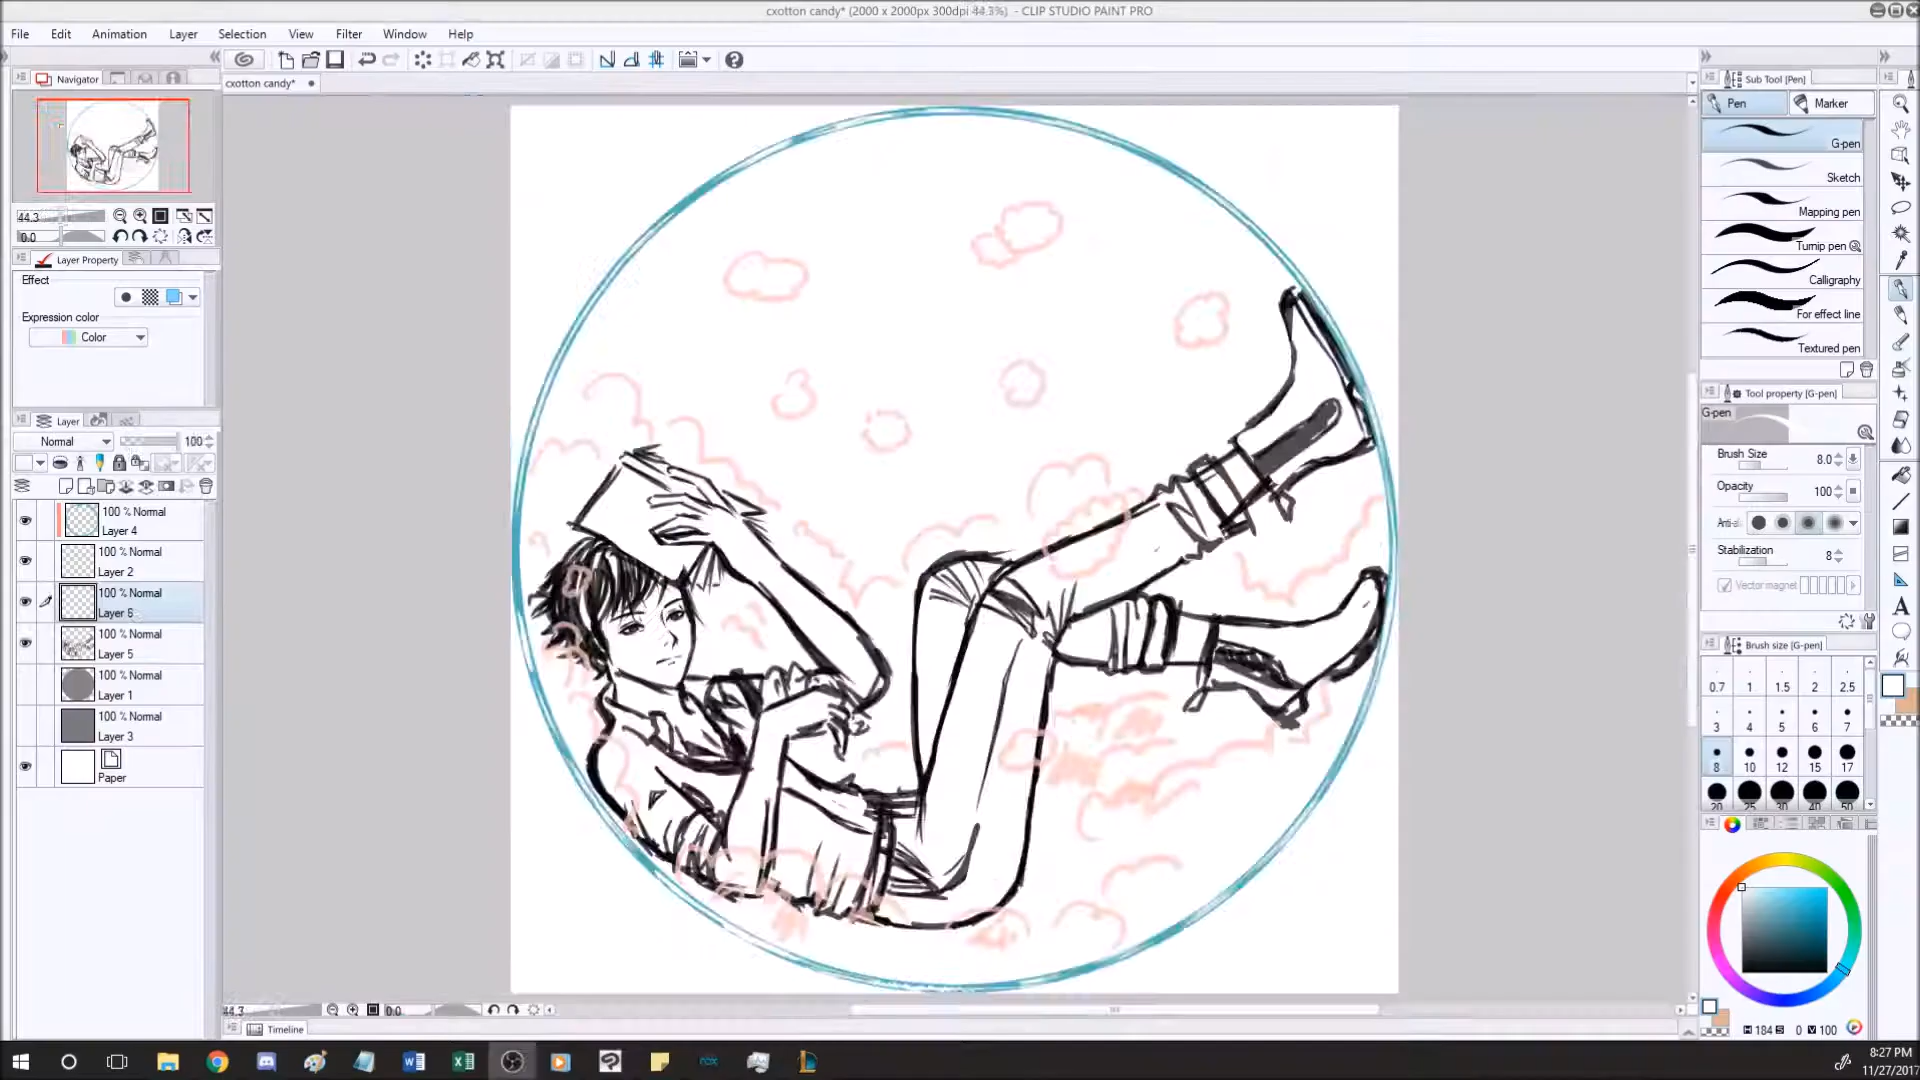 cxotton candy* (2000 x 2000px 300dpi 44.3%) - CLIP STUDIO PAINT PRO
File Edit Animation Layer Selection View Filter Window Help
Navigator
cxotton candy*
Sub Tool [Pen]
Pen Marker
G-pen
Sketch
Mapping pen
Turnip pen
Calligraphy
For effect line
Textured pen
44.3
0.0
Layer Property
Effect
Expression color
Color
Tool property [G-pen]
G-pen
Brush Size 8.0
Opacity 100
Anti-al
Stabilization 8
Vector magnet
Layer
Normal 100
100 % Normal
Layer 4
100 % Normal
Layer 2
100 % Normal
Layer 6
100 % Normal
Layer 5
100 % Normal
Layer 1
100 % Normal
Layer 3
Paper
Brush size [G-pen]
0.7 1 1.5 2 2.5
3 4 5 6 7
8 10 12 15 17
20 25 30 40 50
44.3 0.0
Timeline
H 184 S 0 V 100
8:27 PM
11/27/2017